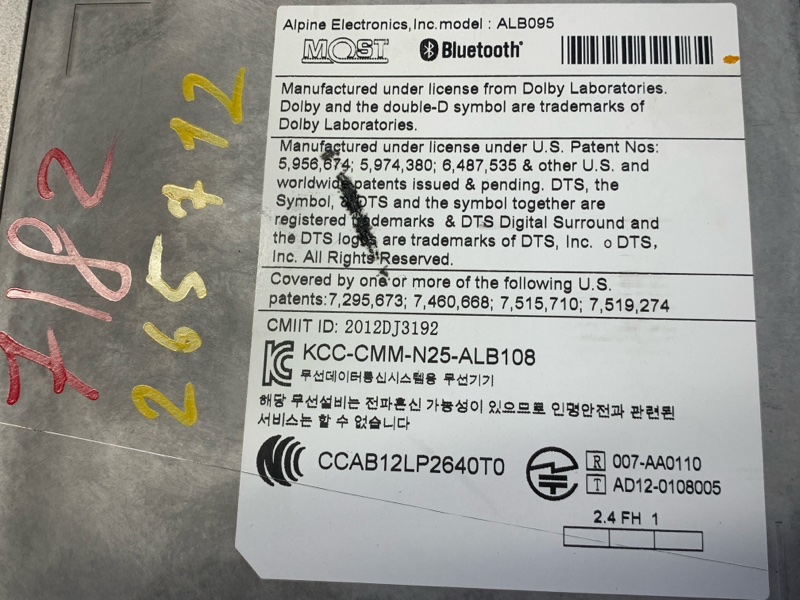 Alpine Electronics,Inc.model : ALB095
MOST Bluetooth
Manufactured under license from Dolby Laboratories.
Dolby and the double-D symbol are trademarks of
Dolby Laboratories.
Manufactured under license under U.S. Patent Nos:
5,956,674; 5,974,380; 6,487,535 & other U.S. and
worldwide patents issued & pending. DTS, the
Symbol, & DTS and the symbol together are
registered trademarks & DTS Digital Surround and
the DTS logos are trademarks of DTS, Inc. o DTS,
Inc. All Rights Reserved.
Covered by one or more of the following U.S.
patents:7,295,673; 7,460,668; 7,515,710; 7,519,274
CMIIT ID: 2012DJ3192
KCC-CMM-N25-ALB108
무선데이터통신시스템용 무선기기
해당 무선설비는 전파혼신 가능성이 있으므로 인명안전과 관련된
서비스는 할 수 없습니다
CCAB12LP2640T0
R 007-AA0110
T AD12-0108005
2.4 FH 1
7182
265712